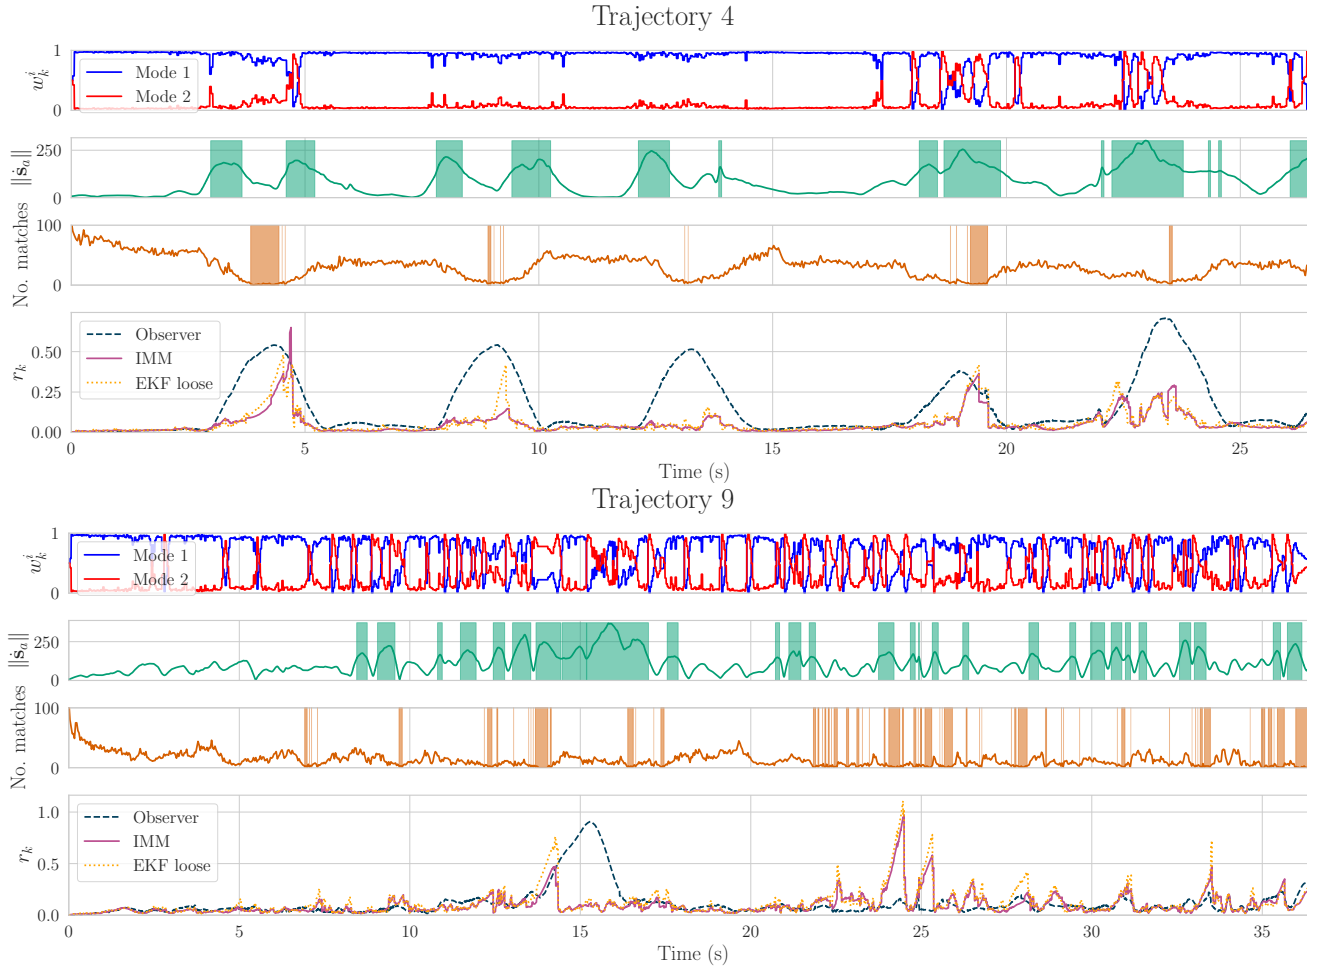 Trajectory 4
1
0
w_k^i
Mode 1
Mode 2
250
0
||ṡ_a||
100
0
No. matches
0.50
0.25
0.00
r_k
Observer
IMM
EKF loose
0 5 10 15 20 25
Time (s)
Trajectory 9
1
0
w_k^i
Mode 1
Mode 2
250
0
||ṡ_a||
100
0
No. matches
1.0
0.5
0.0
r_k
Observer
IMM
EKF loose
0 5 10 15 20 25 30 35
Time (s)